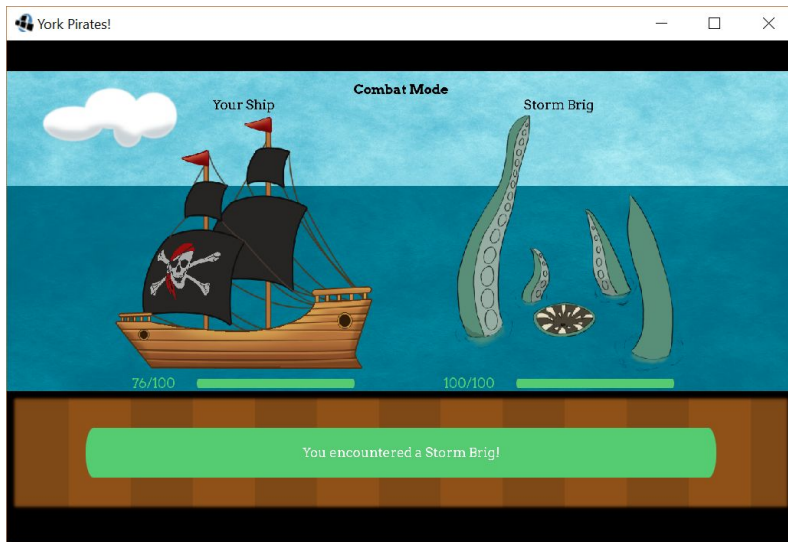 York Pirates!
Combat Mode
Your Ship
Storm Brig
76/100
100/100
You encountered a Storm Brig!